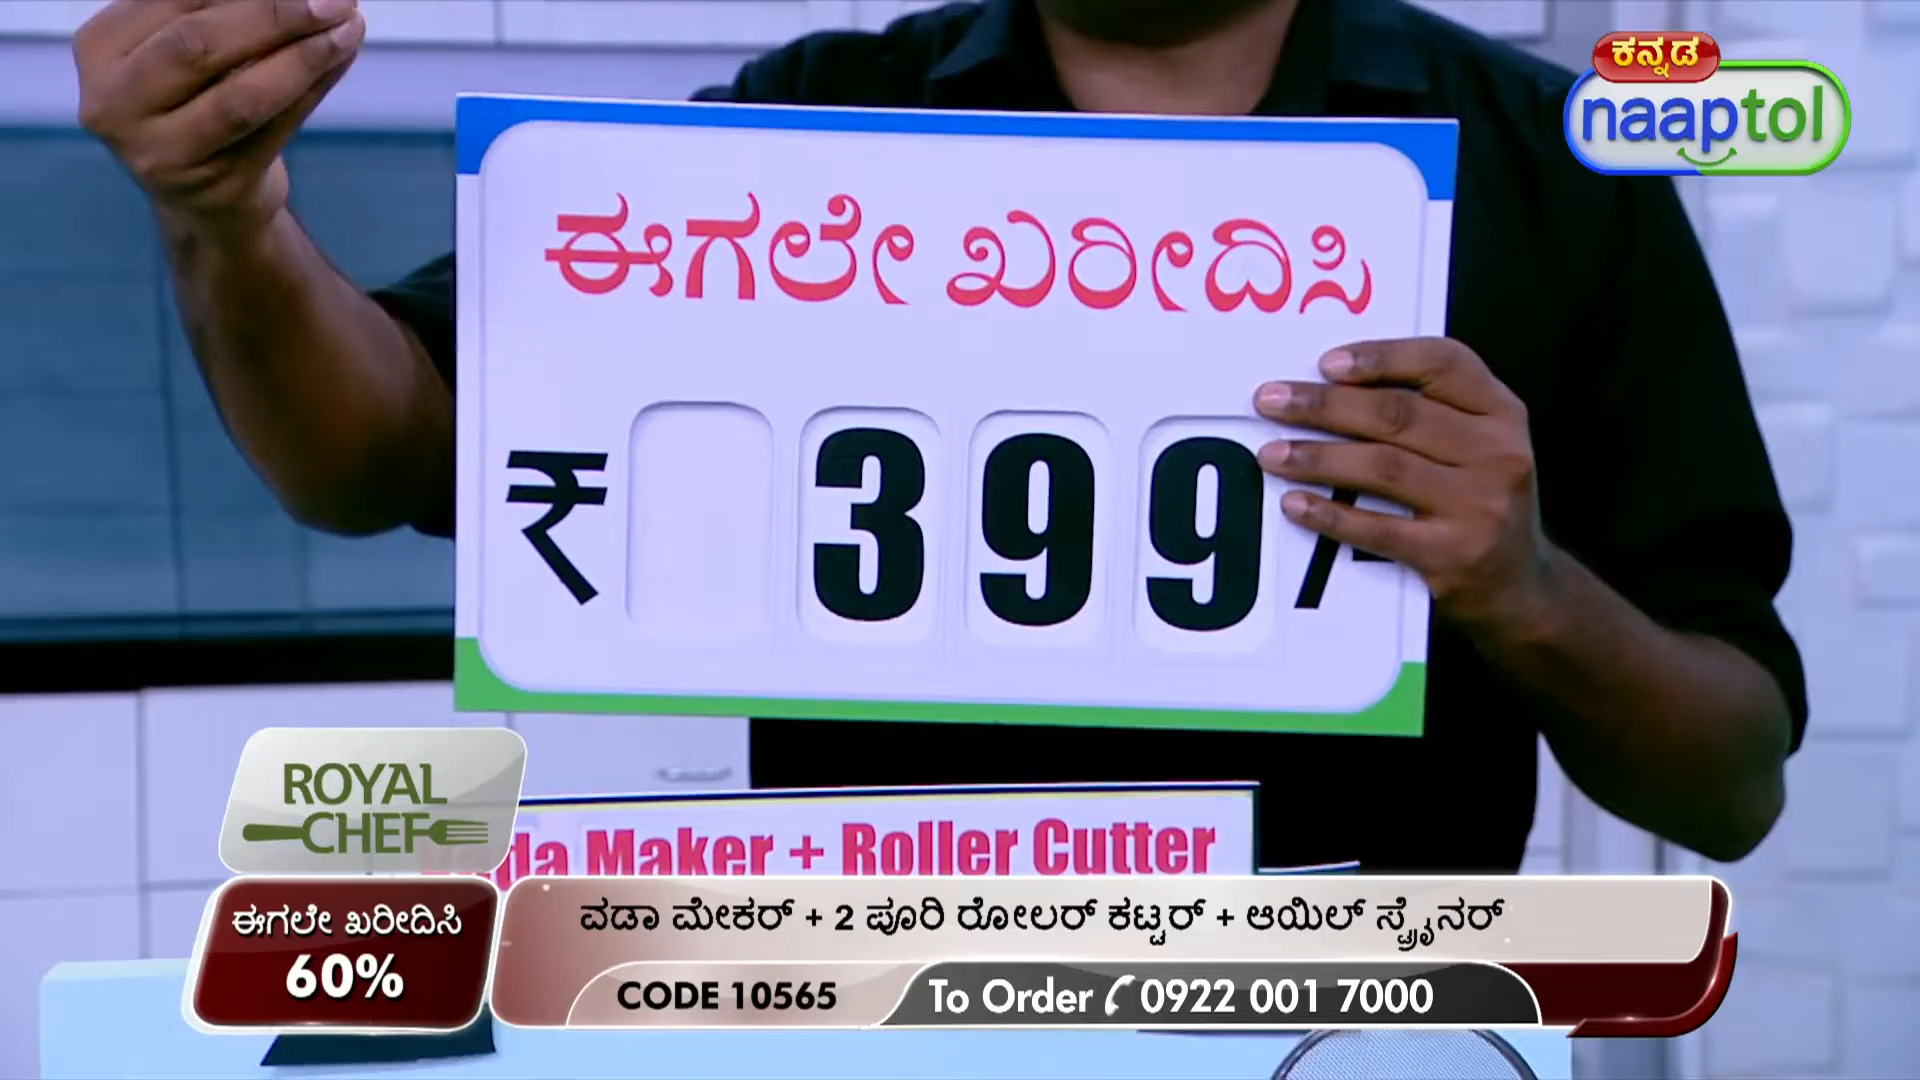 ಕನ್ನಡ
naaptol
ಈಗಲೇ ಖರೀದಿಸಿ
₹ 399/-
ROYAL
CHEF
Maker + Roller Cutter
ಈಗಲೇ ಖರೀದಿಸಿ
60%
ವಡಾ ಮೇಕರ್ + 2 ಪೂರಿ ರೋಲರ್ ಕಟ್ಟರ್ + ಆಯಿಲ್ ಸ್ಟ್ರೈನರ್
CODE 10565
To Order 0922 001 7000